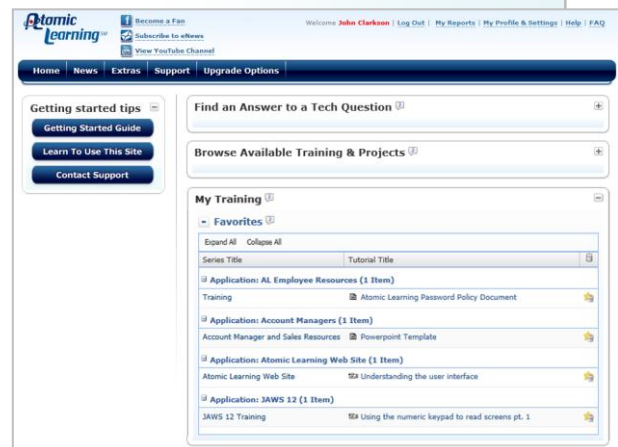 Atomic
Learning
Become a Fan
Subscribe to eNews
View YouTube Channel
Welcome John Clarkson | Log Out | My Reports | My Profile & Settings | Help | FAQ
Home News Extras Support Upgrade Options
Getting started tips
Getting Started Guide
Learn To Use This Site
Contact Support
Find an Answer to a Tech Question
Browse Available Training & Projects
My Training
Favorites
Expand All Collapse All
Series Title Tutorial Title
Application: AL Employee Resources (1 Item)
Training Atomic Learning Password Policy Document
Application: Account Managers (1 Item)
Account Manager and Sales Resources Powerpoint Template
Application: Atomic Learning Web Site (1 Item)
Atomic Learning Web Site Understanding the user interface
Application: JAWS 12 (1 Item)
JAWS 12 Training Using the numeric keypad to read screens pt. 1